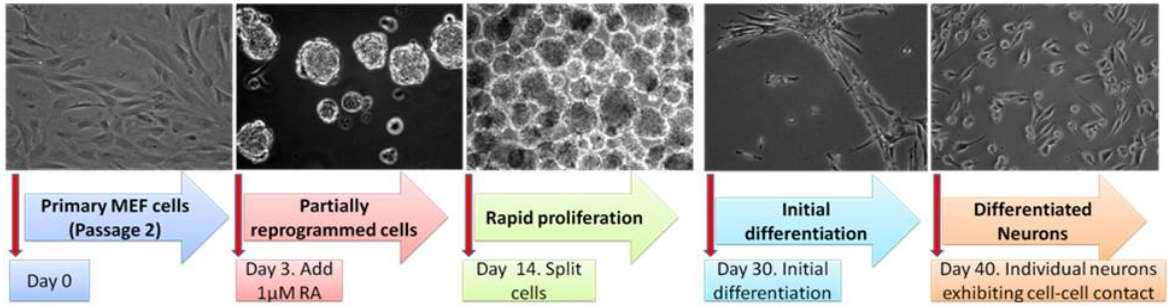 Primary MEF cells
(Passage 2)
Partially
reprogrammed cells
Rapid proliferation
Initial
differentiation
Differentiated
Neurons
Day 0
Day 3. Add
1μM RA
Day 14. Split
cells
Day 30. Initial
differentiation
Day 40. Individual neurons
exhibiting cell-cell contact